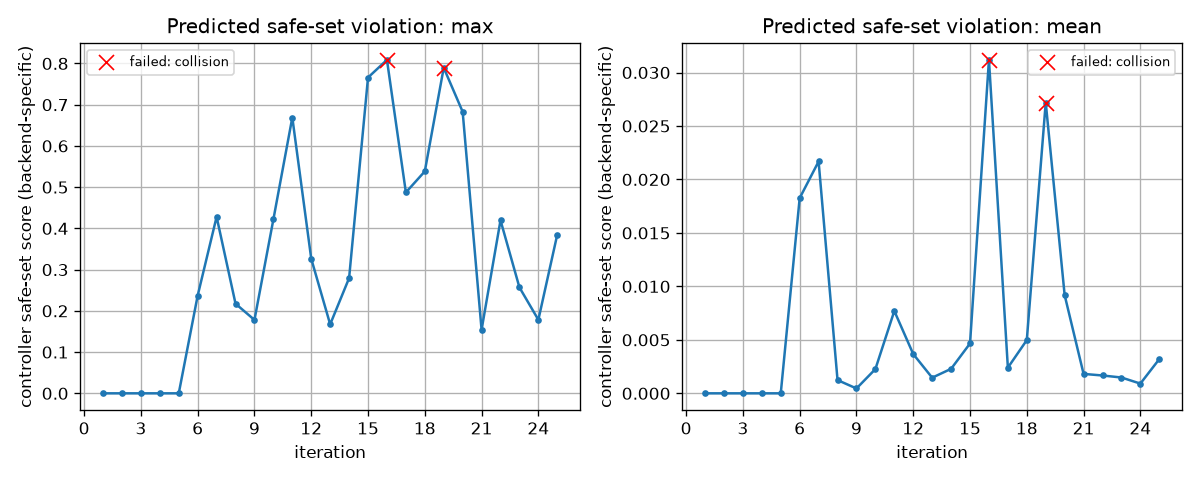 Predicted safe-set violation: max
controller safe-set score (backend-specific)
failed: collision
0.8
0.7
0.6
0.5
0.4
0.3
0.2
0.1
0.0
0 3 6 9 12 15 18 21 24
iteration
Predicted safe-set violation: mean
controller safe-set score (backend-specific)
failed: collision
0.030
0.025
0.020
0.015
0.010
0.005
0.000
0 3 6 9 12 15 18 21 24
iteration